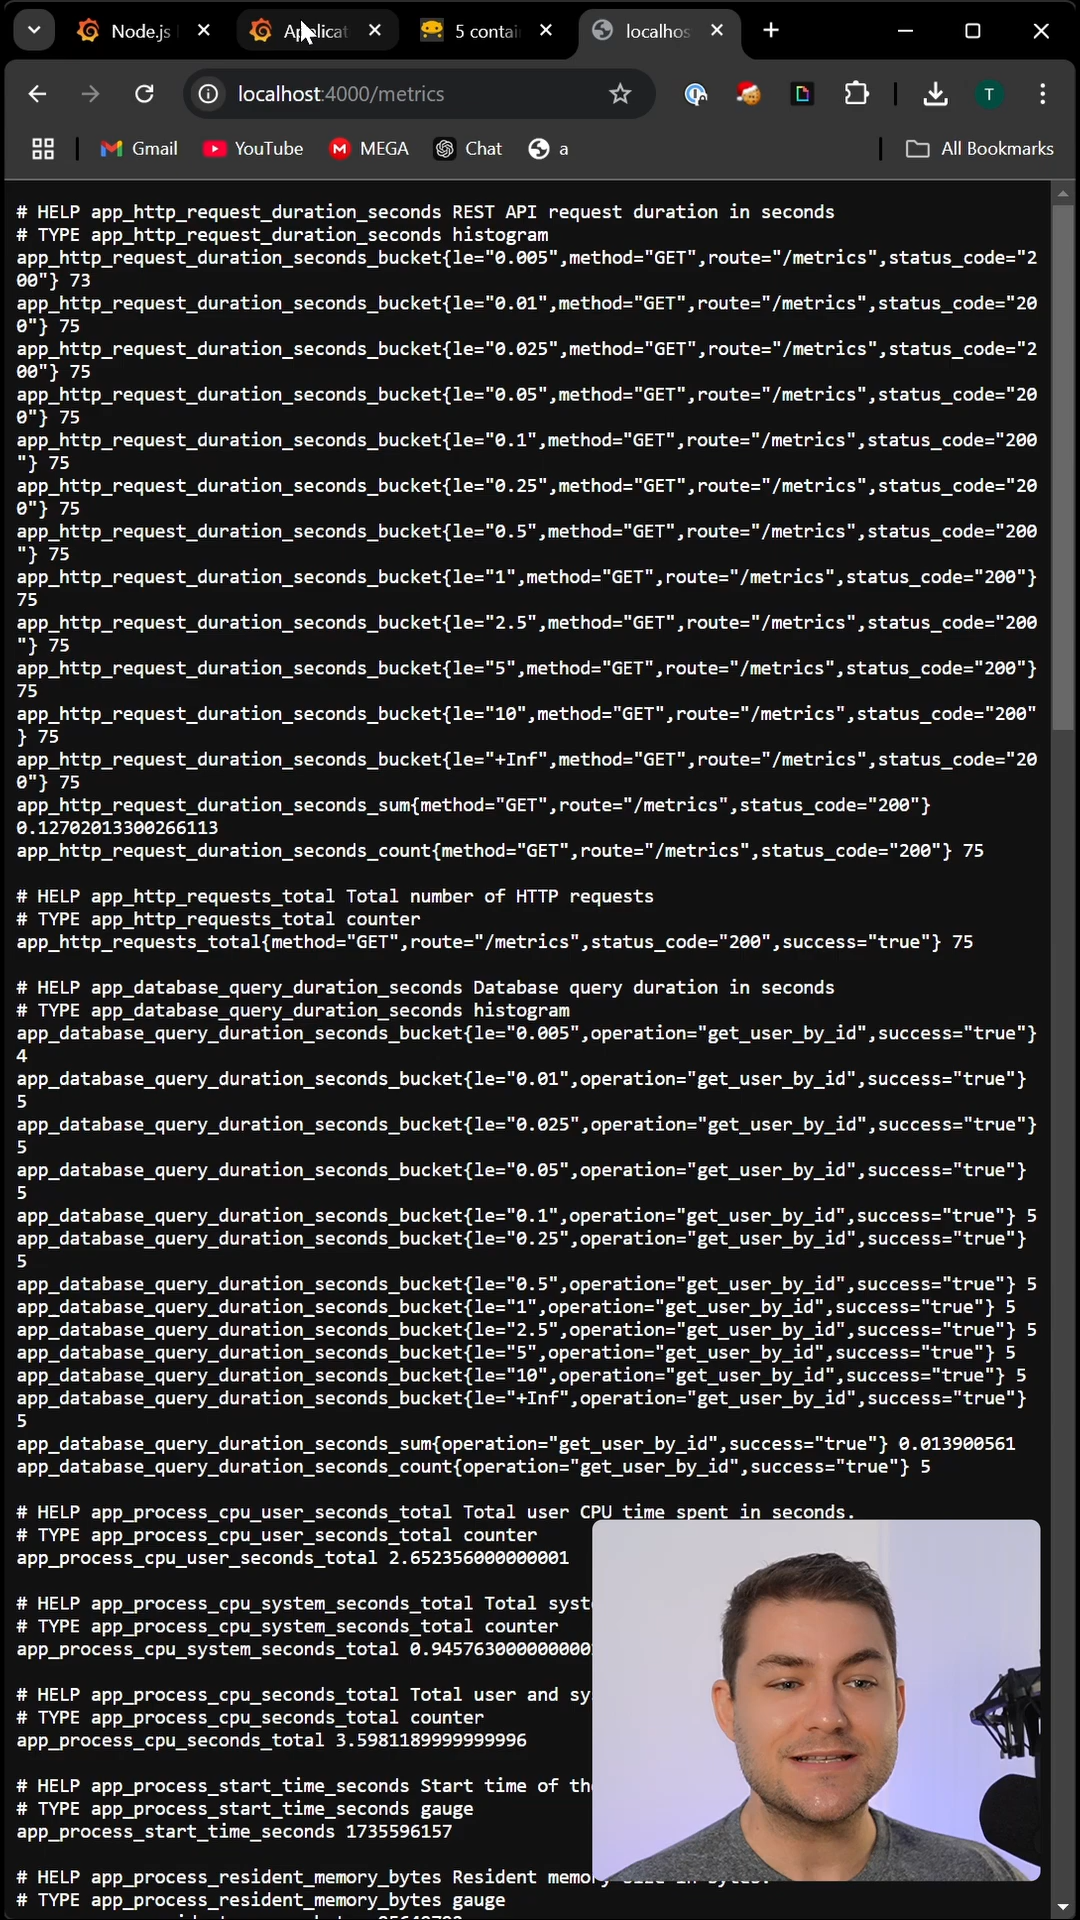 Node.js
Applicat
5 contai
localhos
localhost:4000/metrics
T
Gmail
YouTube
MEGA
Chat
a
All Bookmarks
# HELP app_http_request_duration_seconds REST API request duration in seconds
# TYPE app_http_request_duration_seconds histogram
app_http_request_duration_seconds_bucket{le="0.005",method="GET",route="/metrics",status_code="2
00"} 73
app_http_request_duration_seconds_bucket{le="0.01",method="GET",route="/metrics",status_code="20
0"} 75
app_http_request_duration_seconds_bucket{le="0.025",method="GET",route="/metrics",status_code="2
00"} 75
app_http_request_duration_seconds_bucket{le="0.05",method="GET",route="/metrics",status_code="20
0"} 75
app_http_request_duration_seconds_bucket{le="0.1",method="GET",route="/metrics",status_code="200
"} 75
app_http_request_duration_seconds_bucket{le="0.25",method="GET",route="/metrics",status_code="20
0"} 75
app_http_request_duration_seconds_bucket{le="0.5",method="GET",route="/metrics",status_code="200
"} 75
app_http_request_duration_seconds_bucket{le="1",method="GET",route="/metrics",status_code="200"}
75
app_http_request_duration_seconds_bucket{le="2.5",method="GET",route="/metrics",status_code="200
"} 75
app_http_request_duration_seconds_bucket{le="5",method="GET",route="/metrics",status_code="200"}
75
app_http_request_duration_seconds_bucket{le="10",method="GET",route="/metrics",status_code="200"
} 75
app_http_request_duration_seconds_bucket{le="+Inf",method="GET",route="/metrics",status_code="20
0"} 75
app_http_request_duration_seconds_sum{method="GET",route="/metrics",status_code="200"}
0.12702013300266113
app_http_request_duration_seconds_count{method="GET",route="/metrics",status_code="200"} 75
# HELP app_http_requests_total Total number of HTTP requests
# TYPE app_http_requests_total counter
app_http_requests_total{method="GET",route="/metrics",status_code="200",success="true"} 75
# HELP app_database_query_duration_seconds Database query duration in seconds
# TYPE app_database_query_duration_seconds histogram
app_database_query_duration_seconds_bucket{le="0.005",operation="get_user_by_id",success="true"}
4
app_database_query_duration_seconds_bucket{le="0.01",operation="get_user_by_id",success="true"}
5
app_database_query_duration_seconds_bucket{le="0.025",operation="get_user_by_id",success="true"}
5
app_database_query_duration_seconds_bucket{le="0.05",operation="get_user_by_id",success="true"}
5
app_database_query_duration_seconds_bucket{le="0.1",operation="get_user_by_id",success="true"} 5
app_database_query_duration_seconds_bucket{le="0.25",operation="get_user_by_id",success="true"}
5
app_database_query_duration_seconds_bucket{le="0.5",operation="get_user_by_id",success="true"} 5
app_database_query_duration_seconds_bucket{le="1",operation="get_user_by_id",success="true"} 5
app_database_query_duration_seconds_bucket{le="2.5",operation="get_user_by_id",success="true"} 5
app_database_query_duration_seconds_bucket{le="5",operation="get_user_by_id",success="true"} 5
app_database_query_duration_seconds_bucket{le="10",operation="get_user_by_id",success="true"} 5
app_database_query_duration_seconds_bucket{le="+Inf",operation="get_user_by_id",success="true"}
5
app_database_query_duration_seconds_sum{operation="get_user_by_id",success="true"} 0.013900561
app_database_query_duration_seconds_count{operation="get_user_by_id",success="true"} 5
# HELP app_process_cpu_user_seconds_total Total user CPU time spent in seconds.
# TYPE app_process_cpu_user_seconds_total counter
app_process_cpu_user_seconds_total 2.652356000000001
# HELP app_process_cpu_system_seconds_total Total syst
# TYPE app_process_cpu_system_seconds_total counter
app_process_cpu_system_seconds_total 0.9457630000000000
# HELP app_process_cpu_seconds_total Total user and sy
# TYPE app_process_cpu_seconds_total counter
app_process_cpu_seconds_total 3.5981189999999996
# HELP app_process_start_time_seconds Start time of the
# TYPE app_process_start_time_seconds gauge
app_process_start_time_seconds 1735596157
# HELP app_process_resident_memory_bytes Resident memory size in bytes.
# TYPE app_process_resident_memory_bytes gauge